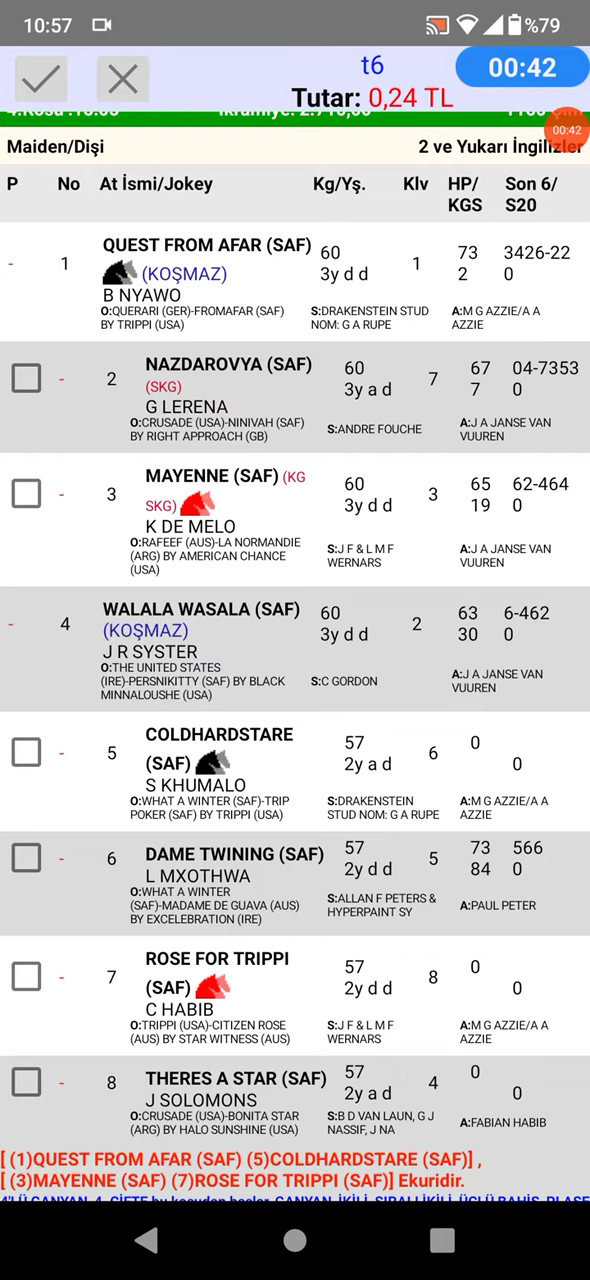 10:57 %79
t6 00:42
Tutar: 0,24 TL
00:42
Maiden/Dişi 2 ve Yukarı İngilizler
P No At İsmi/Jokey Kg/Yş. Klv HP/ Son 6/
KGS S20
- 1 QUEST FROM AFAR (SAF) 60 1 73 3426-22
(KOŞMAZ) 3y d d 2 0
B NYAWO
O:QUERARI (GER)-FROMAFAR (SAF) S:DRAKENSTEIN STUD A:M G AZZIE/A A
BY TRIPPI (USA) NOM: G A RUPE AZZIE
- 2 NAZDAROVYA (SAF) 60 7 67 04-7353
(SKG) 3y a d 7 0
G LERENA
O:CRUSADE (USA)-NINIVAH (SAF) S:ANDRE FOUCHE A:J A JANSE VAN
BY RIGHT APPROACH (GB) VUUREN
- 3 MAYENNE (SAF) (KG 60 3 65 62-464
SKG) 3y d d 19 0
K DE MELO
O:RAFEEF (AUS)-LA NORMANDIE S:J F & L M F A:J A JANSE VAN
(ARG) BY AMERICAN CHANCE WERNARS VUUREN
(USA)
- 4 WALALA WASALA (SAF) 60 2 63 6-462
(KOŞMAZ) 3y d d 30 0
J R SYSTER
O:THE UNITED STATES
(IRE)-PERSNIKITTY (SAF) BY BLACK S:C GORDON A:J A JANSE VAN
MINNALOUSHE (USA) VUUREN
- 5 COLDHARDSTARE 57 6 0
(SAF) 2y a d 0
S KHUMALO
O:WHAT A WINTER (SAF)-TRIP S:DRAKENSTEIN A:M G AZZIE/A A
POKER (SAF) BY TRIPPI (USA) STUD NOM: G A RUPE AZZIE
- 6 DAME TWINING (SAF) 57 5 73 566
L MXOTHWA 2y d d 84 0
O:WHAT A WINTER S:ALLAN F PETERS & A:PAUL PETER
(SAF)-MADAME DE GUAVA (AUS) HYPERPAINT SY
BY EXCELEBRATION (IRE)
- 7 ROSE FOR TRIPPI 57 8 0
(SAF) 2y d d 0
C HABIB
O:TRIPPI (USA)-CITIZEN ROSE S:J F & L M F A:M G AZZIE/A A
(AUS) BY STAR WITNESS (AUS) WERNARS AZZIE
- 8 THERES A STAR (SAF) 57 4 0
J SOLOMONS 2y a d 0
O:CRUSADE (USA)-BONITA STAR S:B D VAN LAUN, G J A:FABIAN HABIB
(ARG) BY HALO SUNSHINE (USA) NASSIF, J NA
[ (1)QUEST FROM AFAR (SAF) (5)COLDHARDSTARE (SAF)] ,
[ (3)MAYENNE (SAF) (7)ROSE FOR TRIPPI (SAF)] Ekuridir.